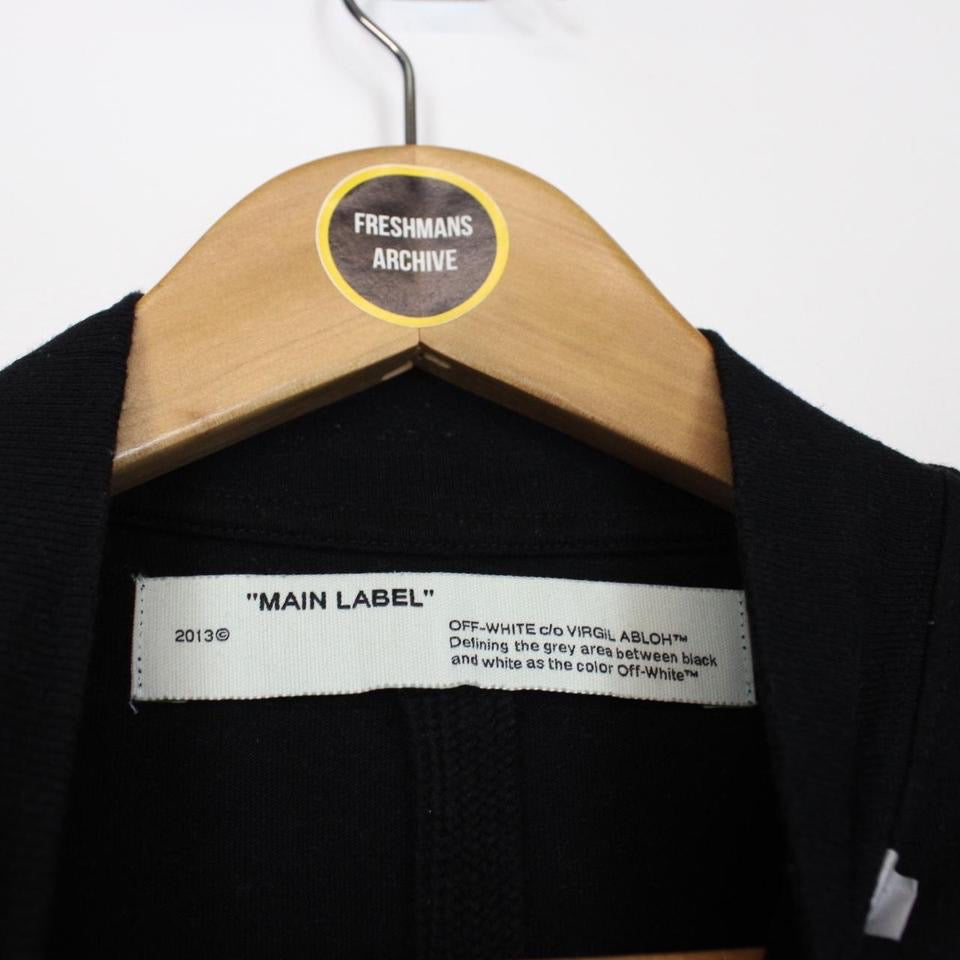 FRESHMANS
ARCHIVE
"MAIN LABEL"
2013©
OFF-WHITE c/o VIRGIL ABLOH™
Defining the grey area between black
and white as the color Off-White™